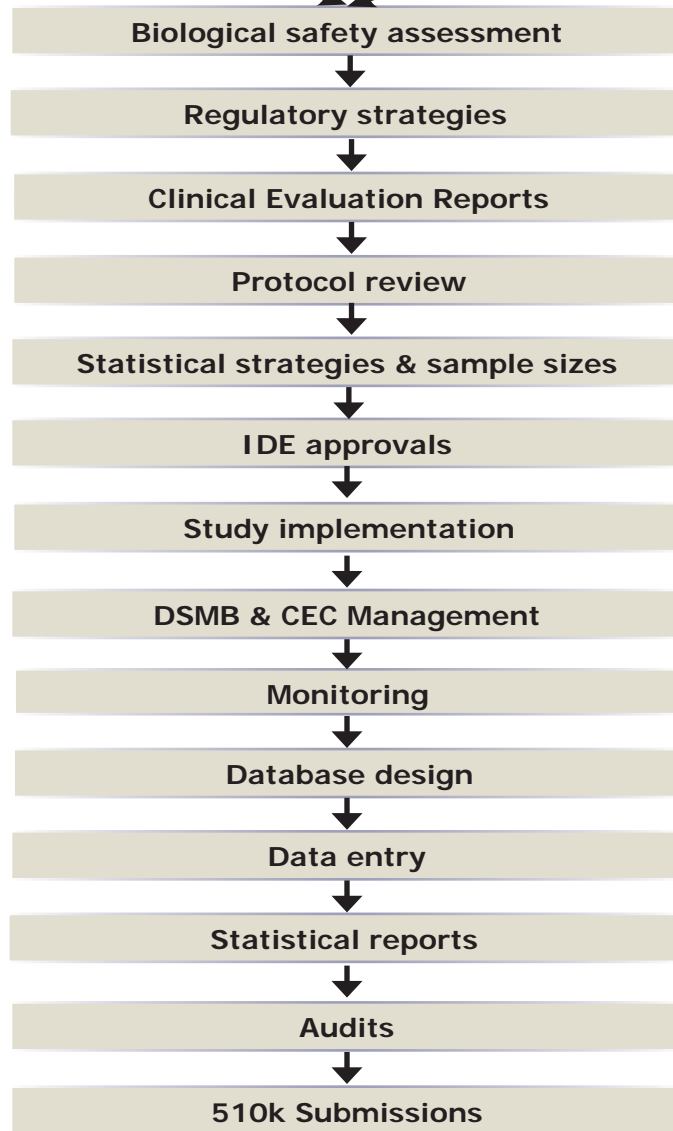 Biological safety assessment
Regulatory strategies
Clinical Evaluation Reports
Protocol review
Statistical strategies & sample sizes
IDE approvals
Study implementation
DSMB & CEC Management
Monitoring
Database design
Data entry
Statistical reports
Audits
510k Submissions